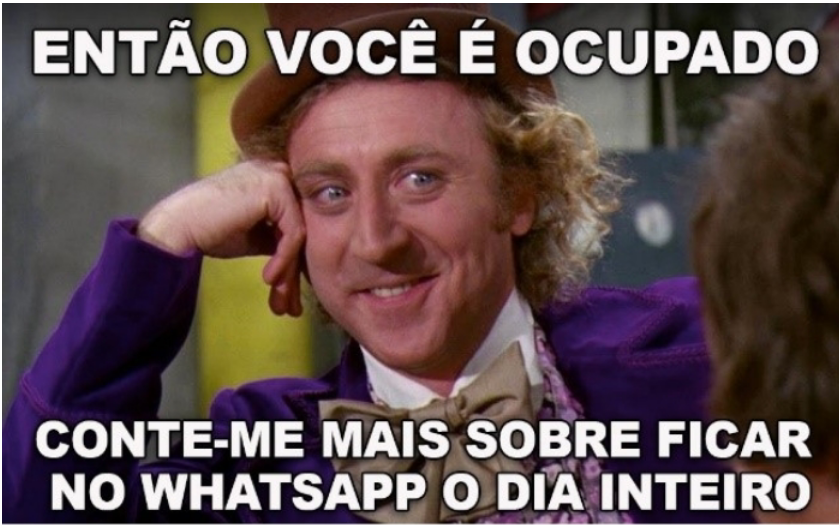 ENTÃO VOCÊ É OCUPADO
CONTE-ME MAIS SOBRE FICAR
NO WHATSAPP O DIA INTEIRO